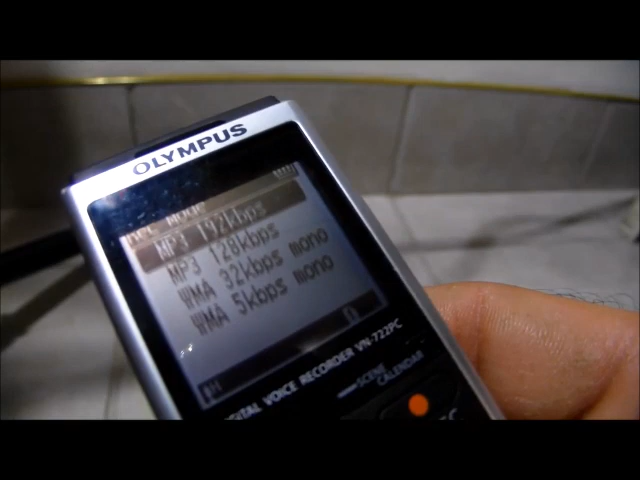 OLYMPUS
REC MODE
MP3 192kbps
MP3 128kbps
WMA 32kbps mono
WMA 5kbps mono
DIGITAL VOICE RECORDER VN-722PC
SCENE
CALENDAR